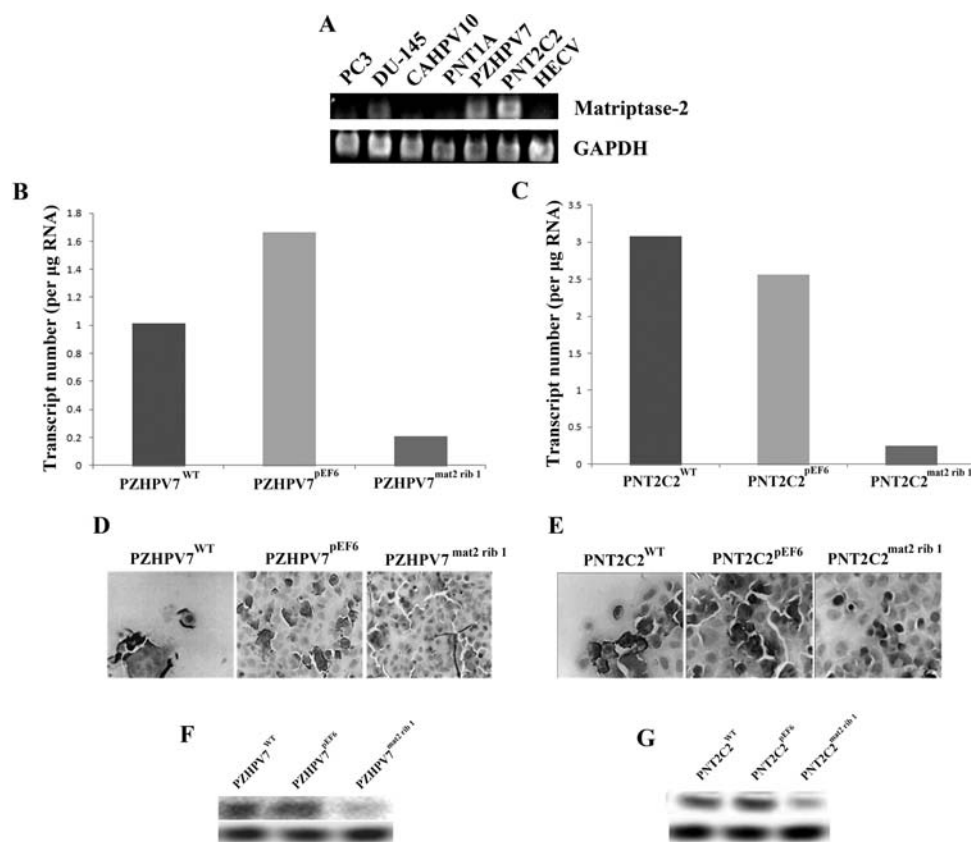 A
PC3 DU-145 CAHPV10 PNT1A PZHPV7 PNT2C2 HECV
Matriptase-2
GAPDH
B
Transcript number (per µg RNA)
1.8
1.6
1.4
1.2
1
0.8
0.6
0.4
0.2
0
PZHPV7WT PZHPV7pEF6 PZHPV7mat2 rib 1
C
Transcript number (per µg RNA)
3.5
3
2.5
2
1.5
1
0.5
0
PNT2C2WT PNT2C2pEF6 PNT2C2mat2 rib 1
D
PZHPV7WT PZHPV7pEF6 PZHPV7mat2 rib 1
E
PNT2C2WT PNT2C2pEF6 PNT2C2mat2 rib 1
F
PZHPV7WT PZHPV7pEF6 PZHPV7mat2 rib 1
G
PNT2C2WT PNT2C2pEF6 PNT2C2mat2 rib 1